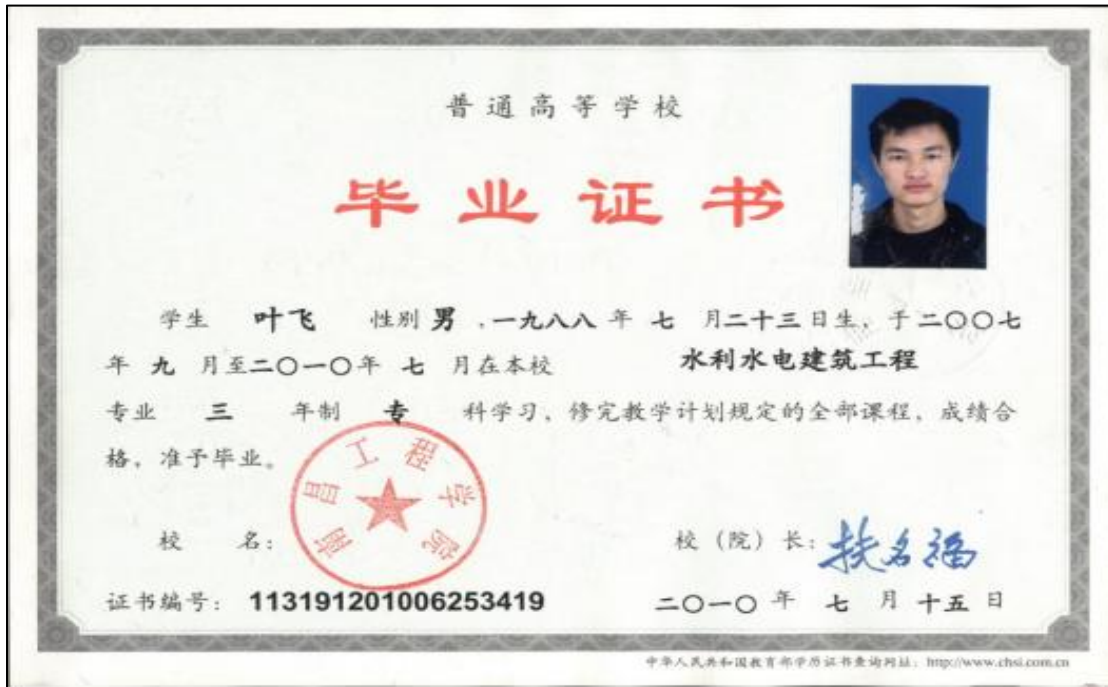 普通高等学校
毕业证书
学生 叶飞 性别 男 ,一九八八 年 七 月二十三日生, 于二〇〇七
年 九 月至二〇一〇年 七 月在本校 水利水电建筑工程
专业 三 年制 专 科学习, 修完教学计划规定的全部课程, 成绩合
格, 准予毕业。
南昌工程学院
校 名: 校 (院) 长: 扶名福
证书编号: 113191201006253419 二〇一〇 年 七 月 十五 日
中华人民共和国教育部学历证书查询网址: http://www.chsi.com.cn